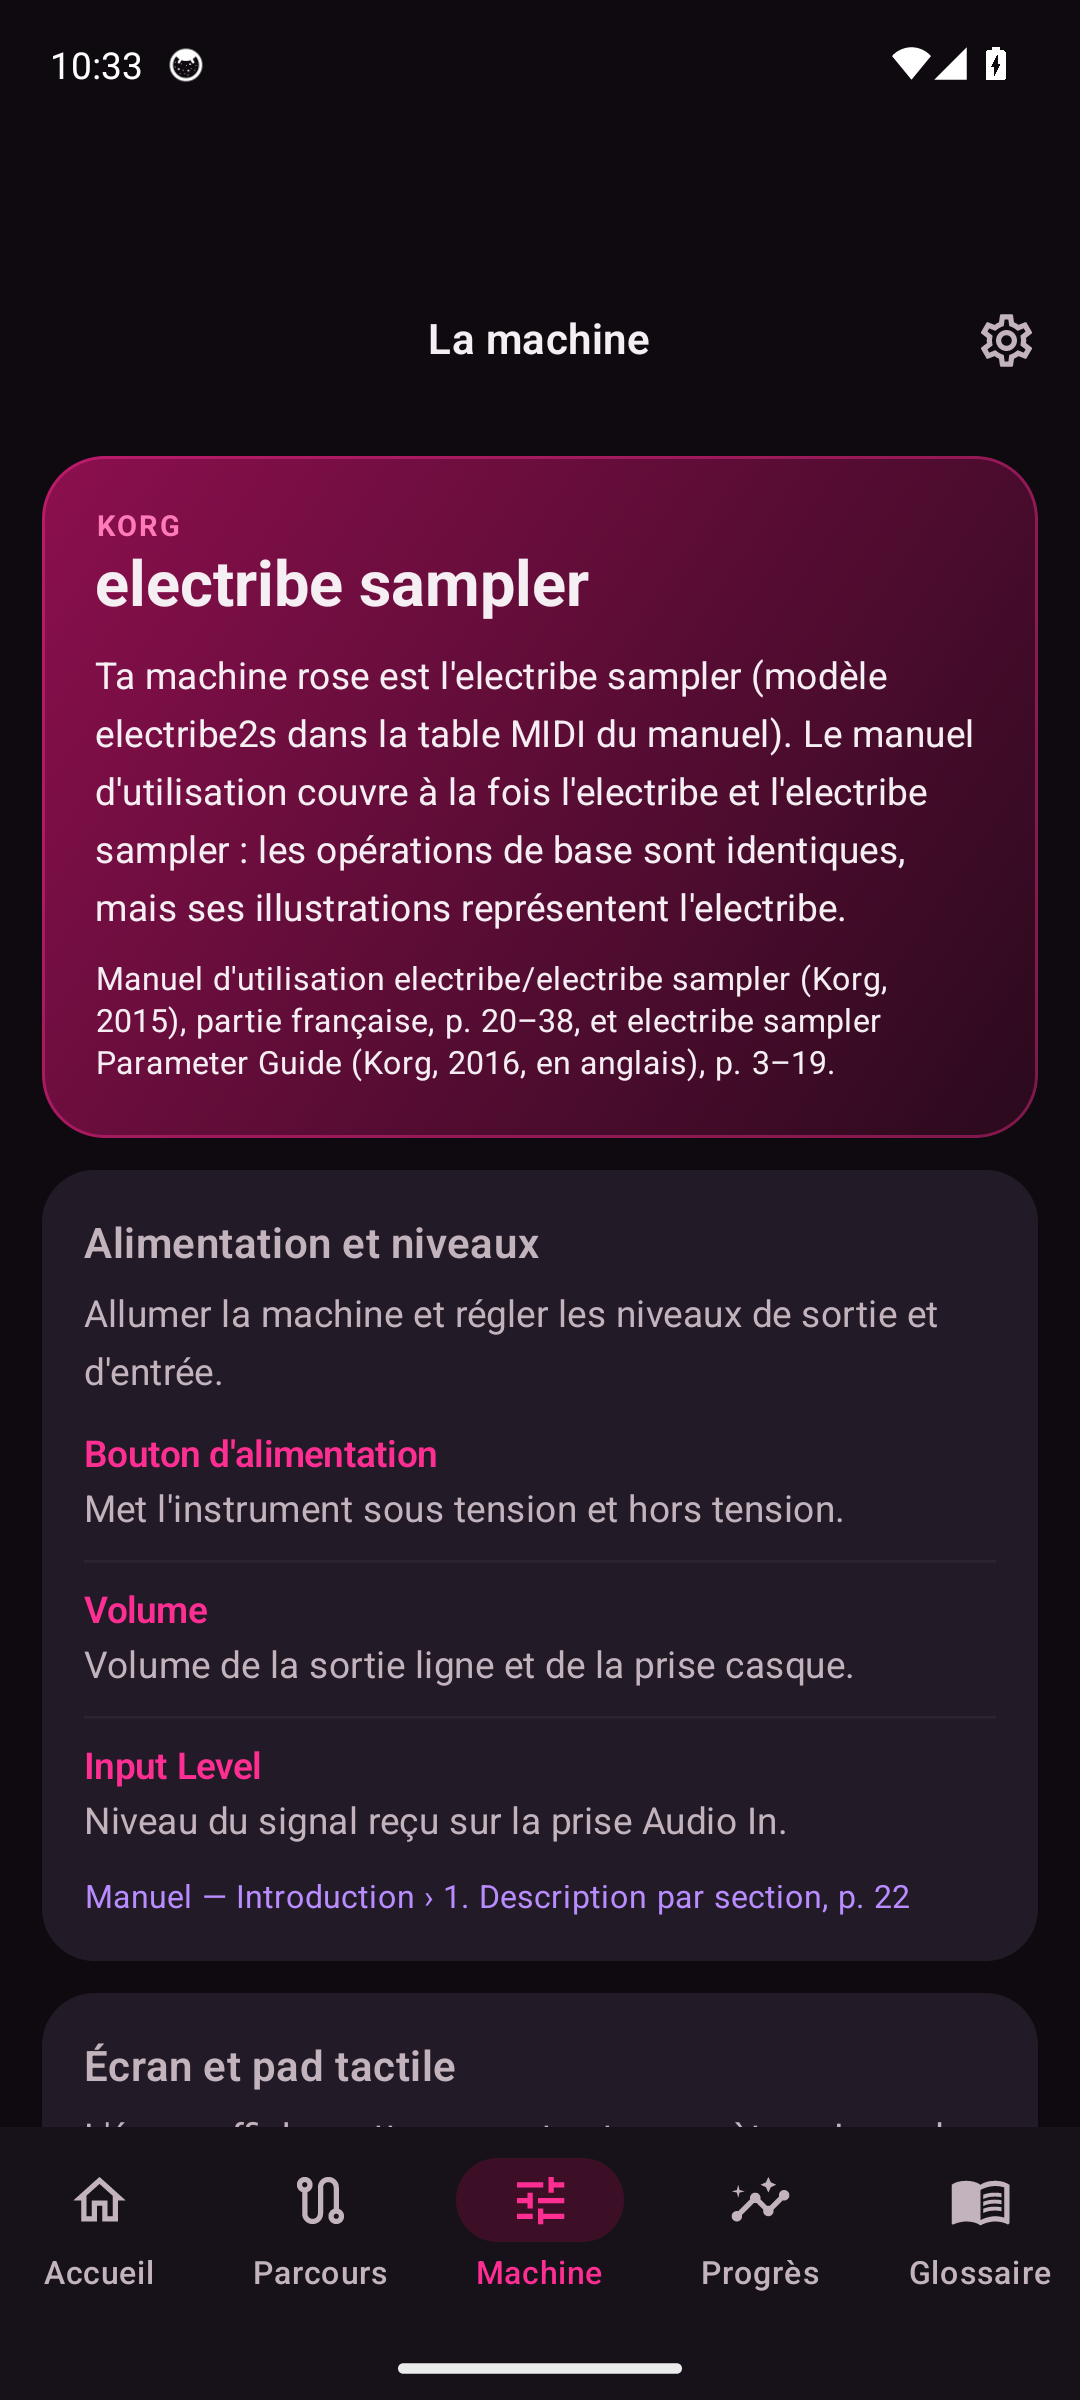 10:33
La machine
KORG
electribe sampler
Ta machine rose est l'electribe sampler (modèle
electribe2s dans la table MIDI du manuel). Le manuel
d'utilisation couvre à la fois l'electribe et l'electribe
sampler : les opérations de base sont identiques,
mais ses illustrations représentent l'electribe.
Manuel d'utilisation electribe/electribe sampler (Korg,
2015), partie française, p. 20–38, et electribe sampler
Parameter Guide (Korg, 2016, en anglais), p. 3–19.
Alimentation et niveaux
Allumer la machine et régler les niveaux de sortie et
d'entrée.
Bouton d'alimentation
Met l'instrument sous tension et hors tension.
Volume
Volume de la sortie ligne et de la prise casque.
Input Level
Niveau du signal reçu sur la prise Audio In.
Manuel — Introduction › 1. Description par section, p. 22
Écran et pad tactile
Accueil
Parcours
Machine
Progrès
Glossaire